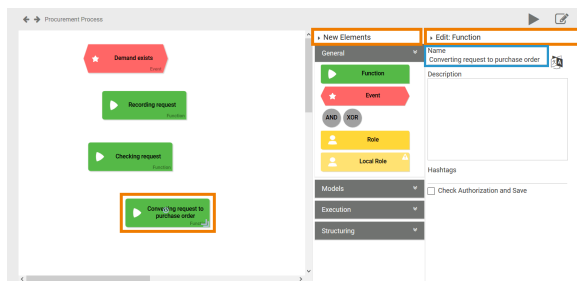 Procurement Process
Demand exists
Event
Recording request
Function
Checking request
Function
Converting request to
purchase order
Function
New Elements
General
Function
Event
AND
XOR
Role
Local Role
Models
Execution
Structuring
Edit: Function
Name
Converting request to purchase order
Description
Hashtags
Check Authorization and Save